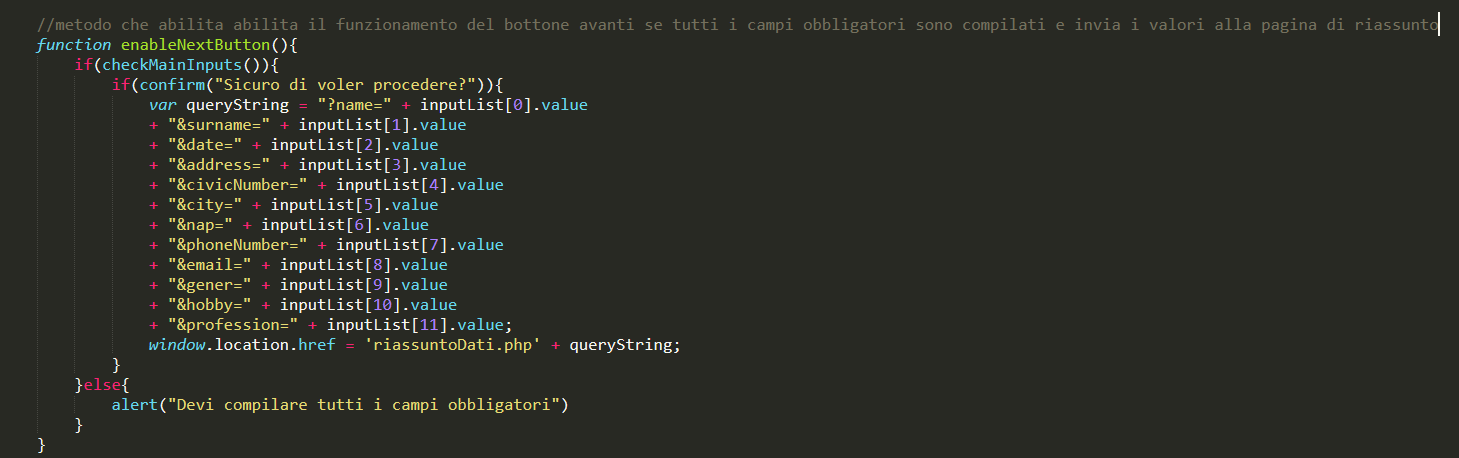 //metodo che abilita abilita il funzionamento del bottone avanti se tutti i campi obbligatori sono compilati e invia i valori alla pagina di riassunto
function enableNextButton(){
    if(checkMainInputs()){
        if(confirm("Sicuro di voler procedere?")){
            var queryString = "?name=" + inputList[0].value
            + "&surname=" + inputList[1].value
            + "&date=" + inputList[2].value
            + "&address=" + inputList[3].value
            + "&civicNumber=" + inputList[4].value
            + "&city=" + inputList[5].value
            + "&nap=" + inputList[6].value
            + "&phoneNumber=" + inputList[7].value
            + "&email=" + inputList[8].value
            + "&gener=" + inputList[9].value
            + "&hobby=" + inputList[10].value
            + "&profession=" + inputList[11].value;
            window.location.href = 'riassuntoDati.php' + queryString;
        }
    }else{
        alert("Devi compilare tutti i campi obbligatori")
    }
}